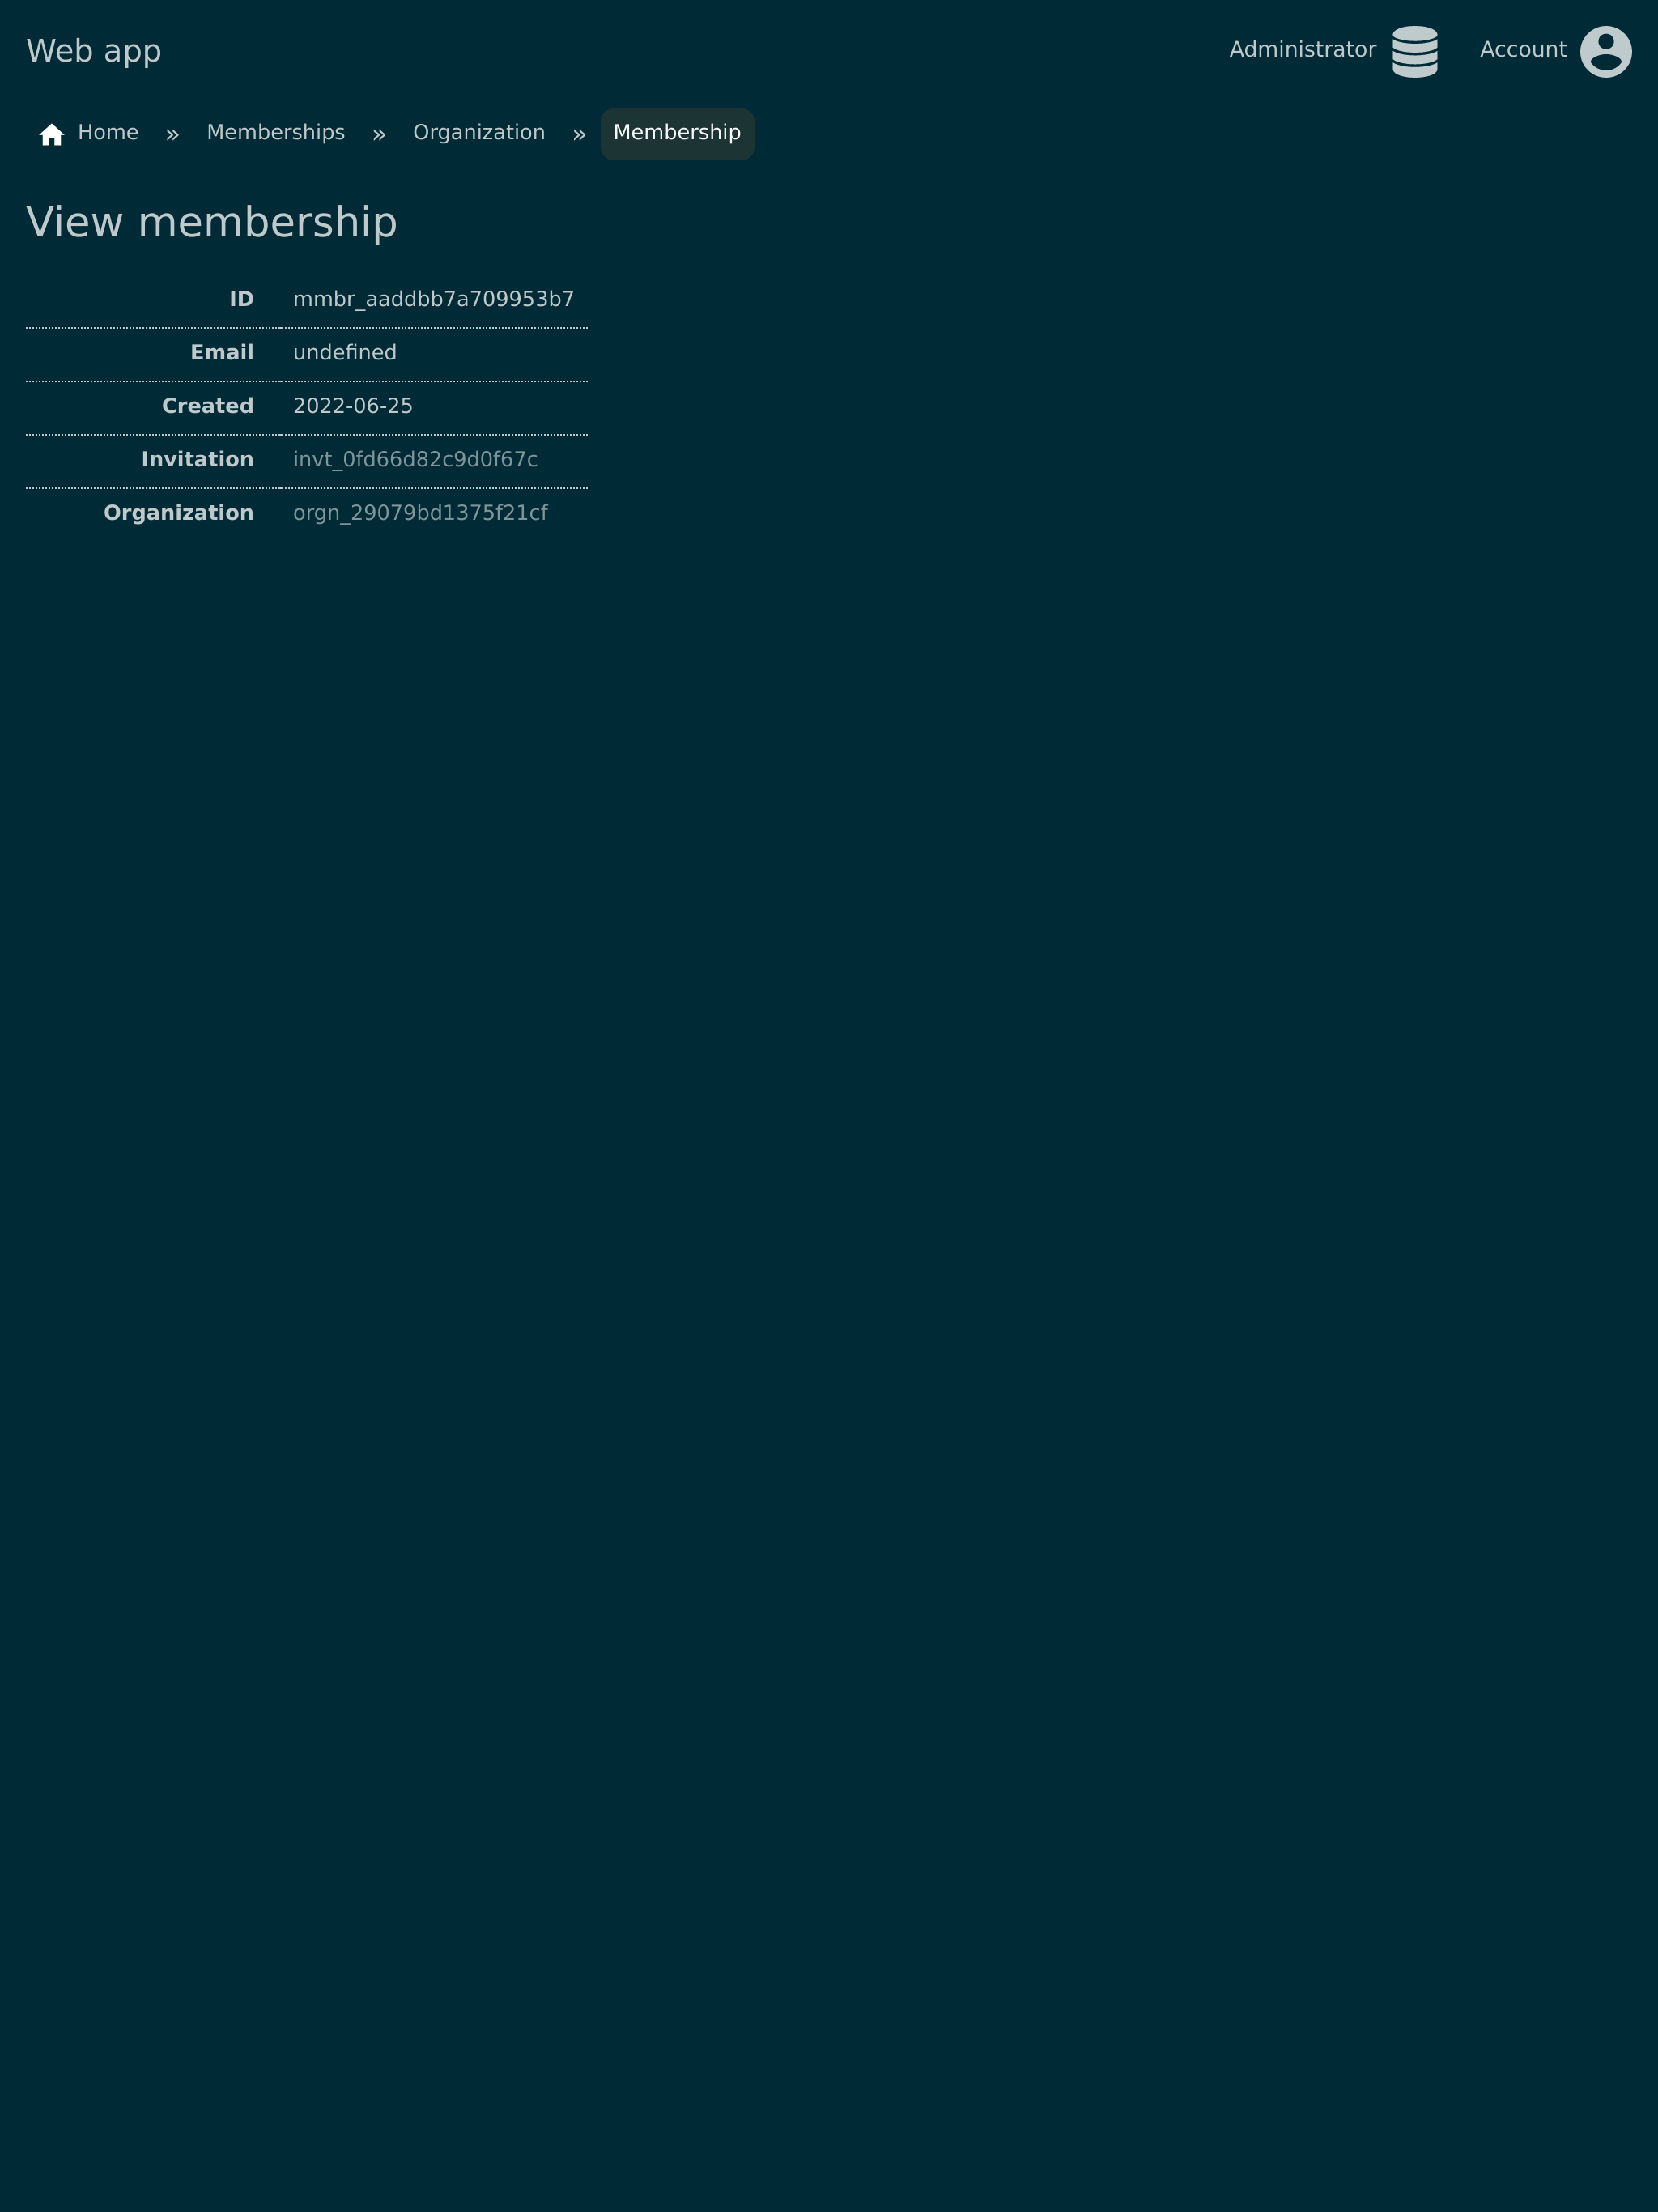 Web app
Administrator
Account
Home » Memberships » Organization » Membership
View membership
ID mmbr_aaddbb7a709953b7
Email undefined
Created 2022-06-25
Invitation invt_0fd66d82c9d0f67c
Organization orgn_29079bd1375f21cf